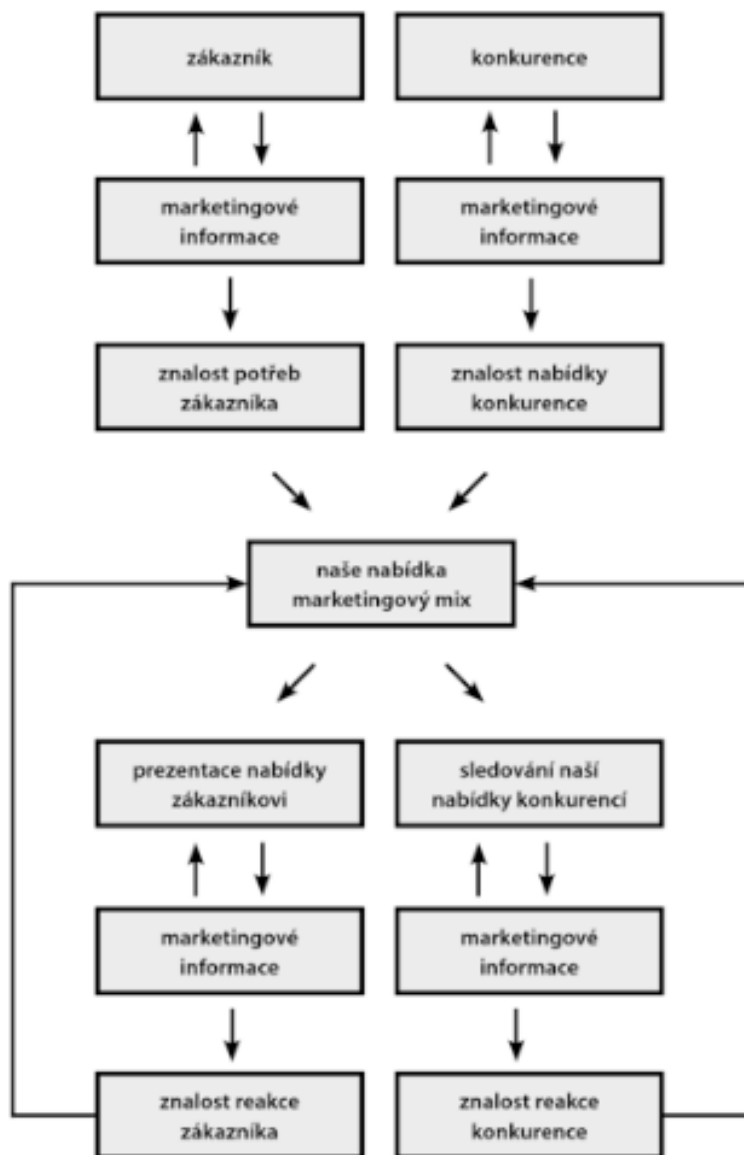 zákazník
konkurence
marketingové
informace
marketingové
informace
znalost potřeb
zákazníka
znalost nabídky
konkurence
naše nabídka
marketingový mix
prezentace nabídky
zákazníkovi
sledování naší
nabídky konkurencí
marketingové
informace
marketingové
informace
znalost reakce
zákazníka
znalost reakce
konkurence